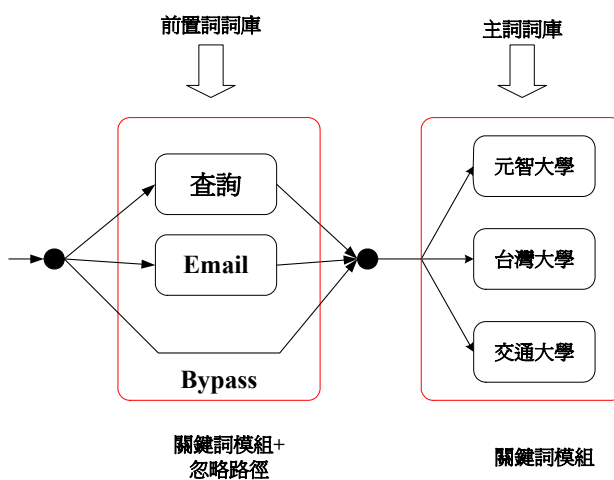 前置詞詞庫
主詞詞庫
查詢
Email
Bypass
元智大學
台灣大學
交通大學
關鍵詞模組+
忽略路徑
關鍵詞模組